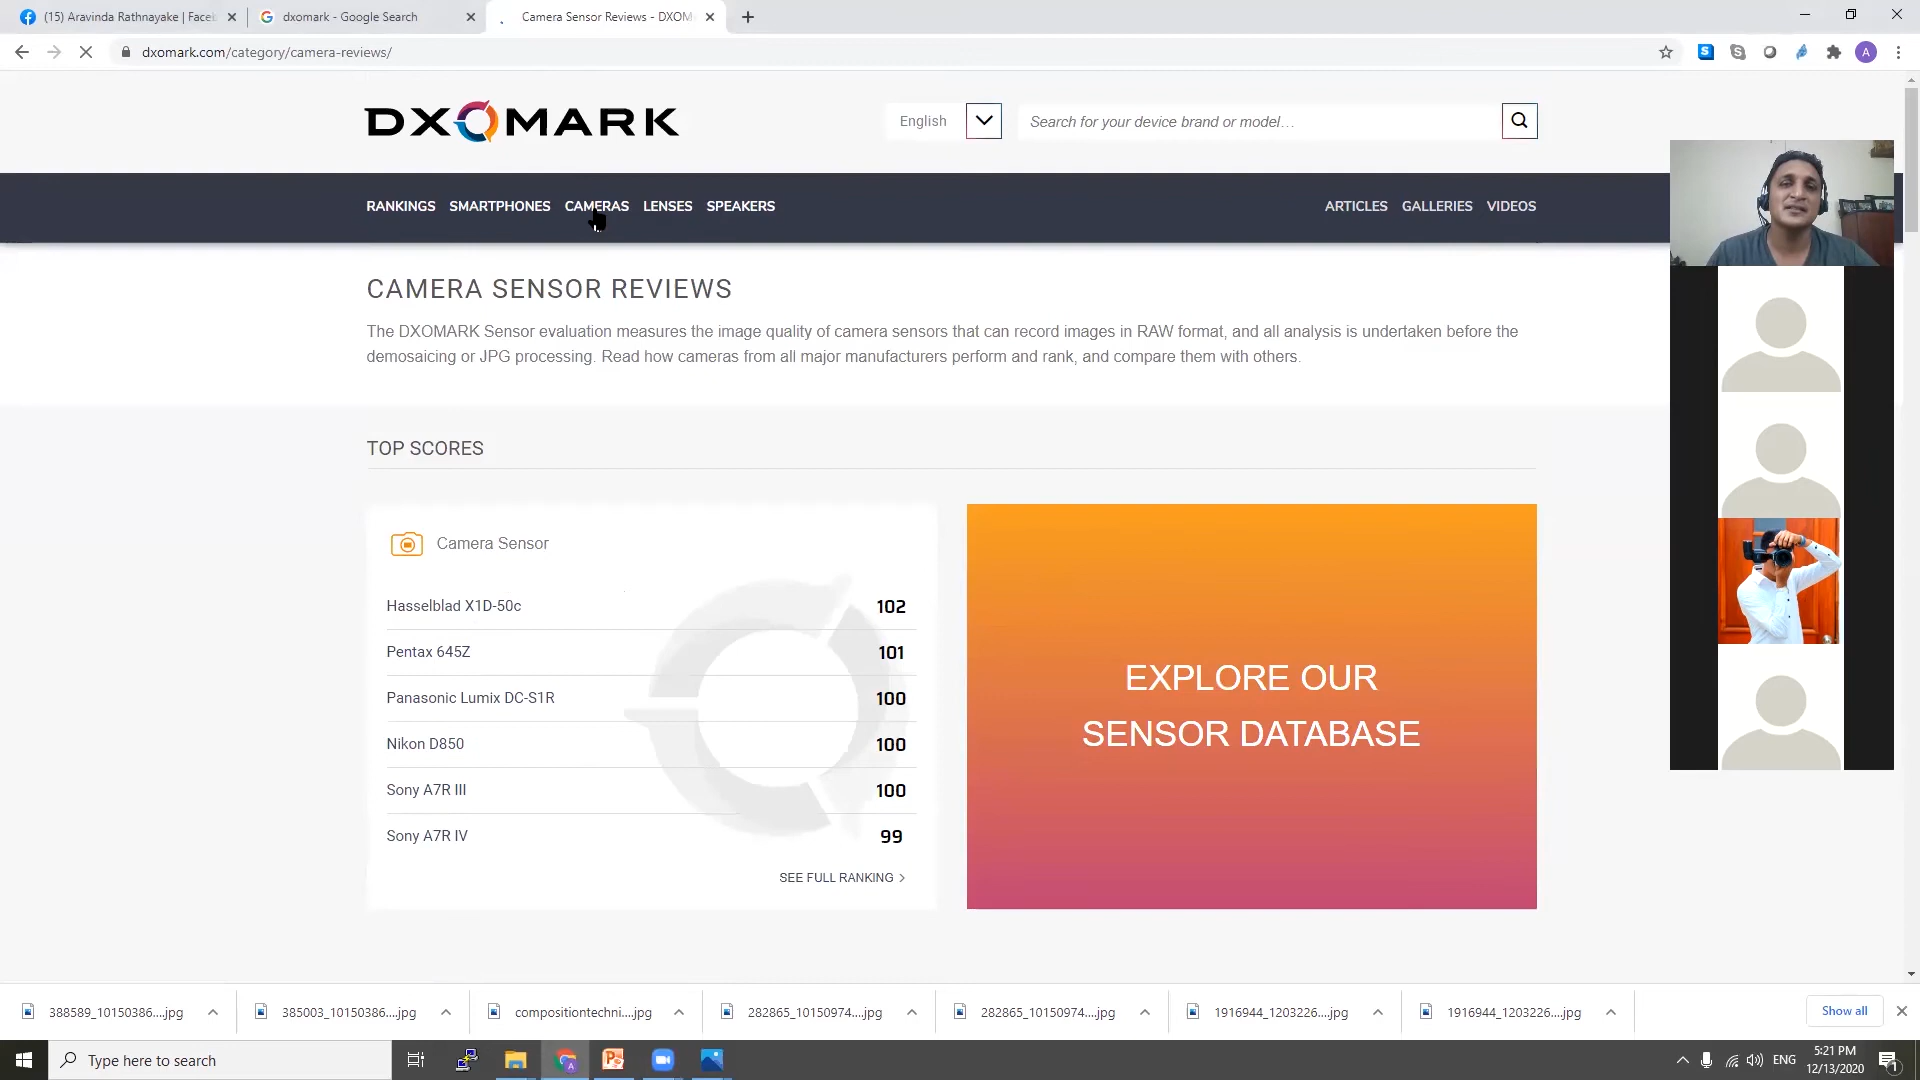 (15) Aravinda Rathnayake | Faceb
dxomark - Google Search
Camera Sensor Reviews - DXOM
dxomark.com/category/camera-reviews/
A
DXOMARK
English
Search for your device brand or model...
RANKINGS SMARTPHONES CAMERAS LENSES SPEAKERS
ARTICLES GALLERIES VIDEOS
CAMERA SENSOR REVIEWS
The DXOMARK Sensor evaluation measures the image quality of camera sensors that can record images in RAW format, and all analysis is undertaken before the
demosaicing or JPG processing. Read how cameras from all major manufacturers perform and rank, and compare them with others.
TOP SCORES
Camera Sensor
Hasselblad X1D-50c 102
Pentax 645Z 101
Panasonic Lumix DC-S1R 100
Nikon D850 100
Sony A7R III 100
Sony A7R IV 99
SEE FULL RANKING >
EXPLORE OUR
SENSOR DATABASE
388589_10150386....jpg
385003_10150386....jpg
compositiontechni....jpg
282865_10150974....jpg
282865_10150974....jpg
1916944_1203226....jpg
1916944_1203226....jpg
Show all
Type here to search
ENG
5:21 PM
12/13/2020
1